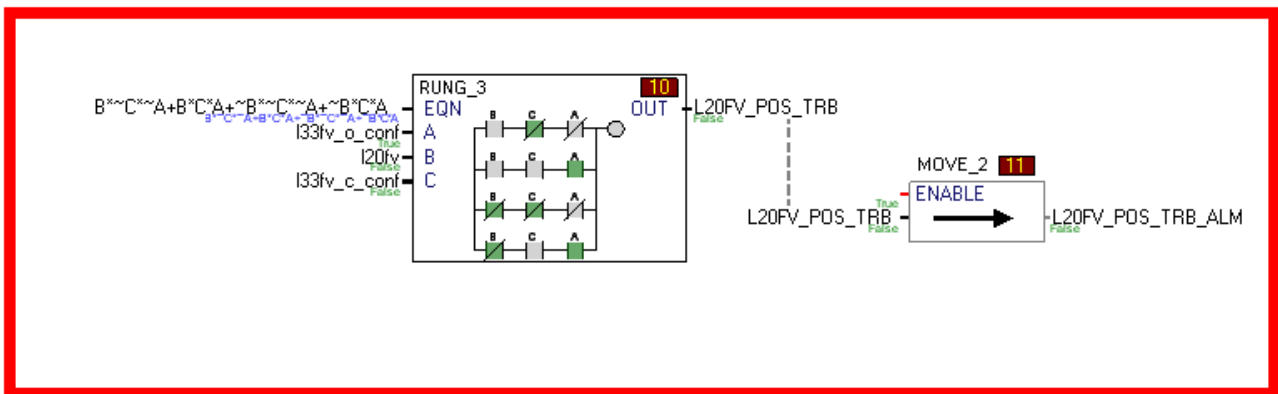 RUNG_3 10
B*~C*~A+B*C*A+~B*~C*~A+~B*C*A EQN OUT L20FV_POS_TRB
B*~C*~A+B*C*A+~B*~C*~A+~B*C*A False
l33fv_o_conf A
True
l20fv B
False
l33fv_c_conf C
False
B C A
B C A
B C A
B C A
MOVE_2 11
ENABLE
True
L20FV_POS_TRB L20FV_POS_TRB_ALM
False False